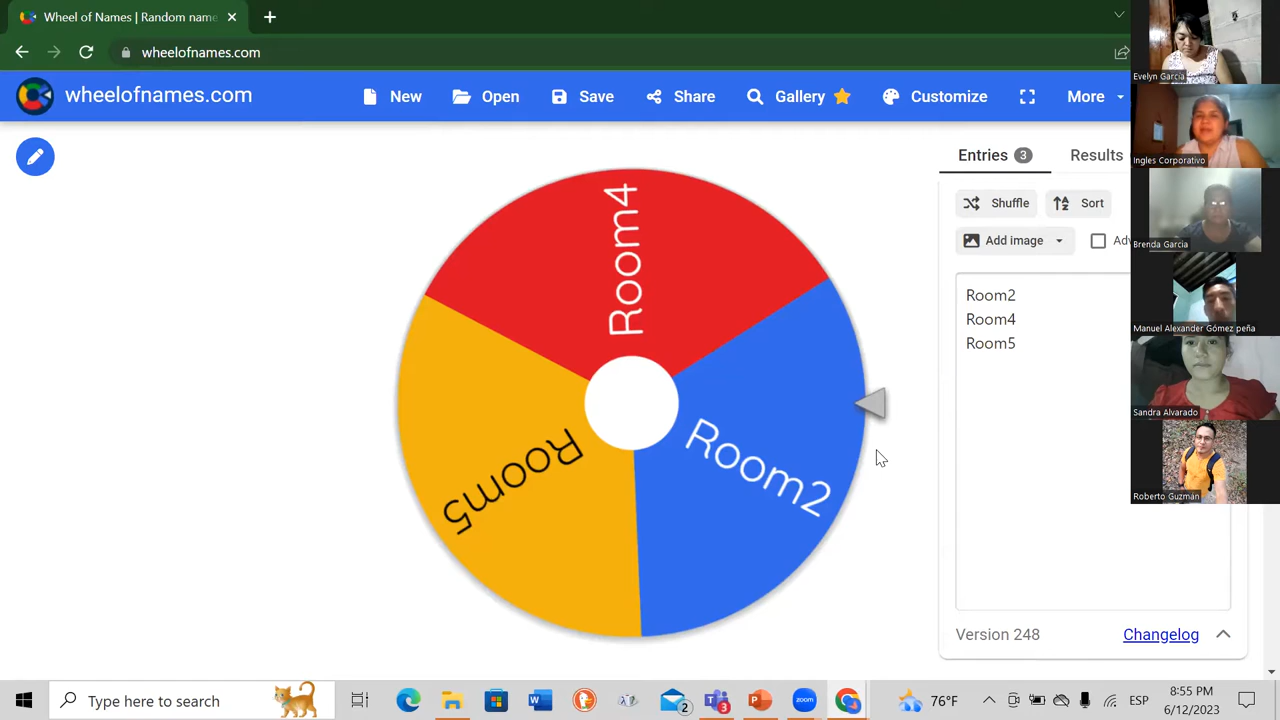 Wheel of Names | Random name
wheelofnames.com
wheelofnames.com
New
Open
Save
Share
Gallery
Customize
More
Entries 3
Results
Shuffle
Sort
Add image
Room2
Room4
Room5
Room4
Room2
Room5
Version 248
Changelog
Evelyn Garcia
Ingles Corporativo
Brenda Garcia
Manuel Alexander Gómez peña
Sandra Alvarado
Roberto Guzmán
Type here to search
W
2
3
P
zoom
76°F
ESP
8:55 PM
6/12/2023